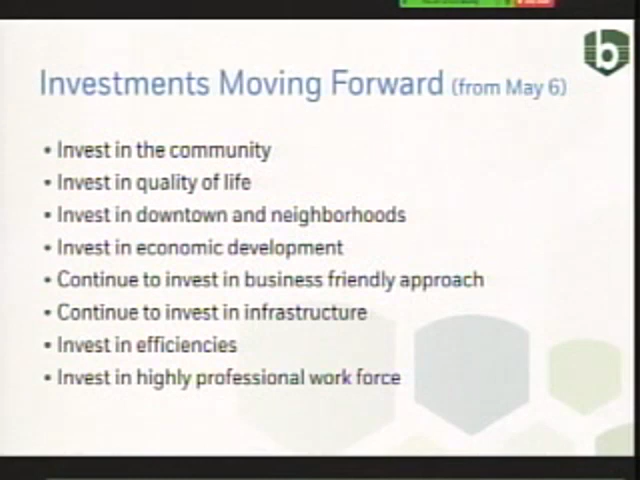 b
Investments Moving Forward (from May 6)
• Invest in the community
• Invest in quality of life
• Invest in downtown and neighborhoods
• Invest in economic development
• Continue to invest in business friendly approach
• Continue to invest in infrastructure
• Invest in efficiencies
• Invest in highly professional work force